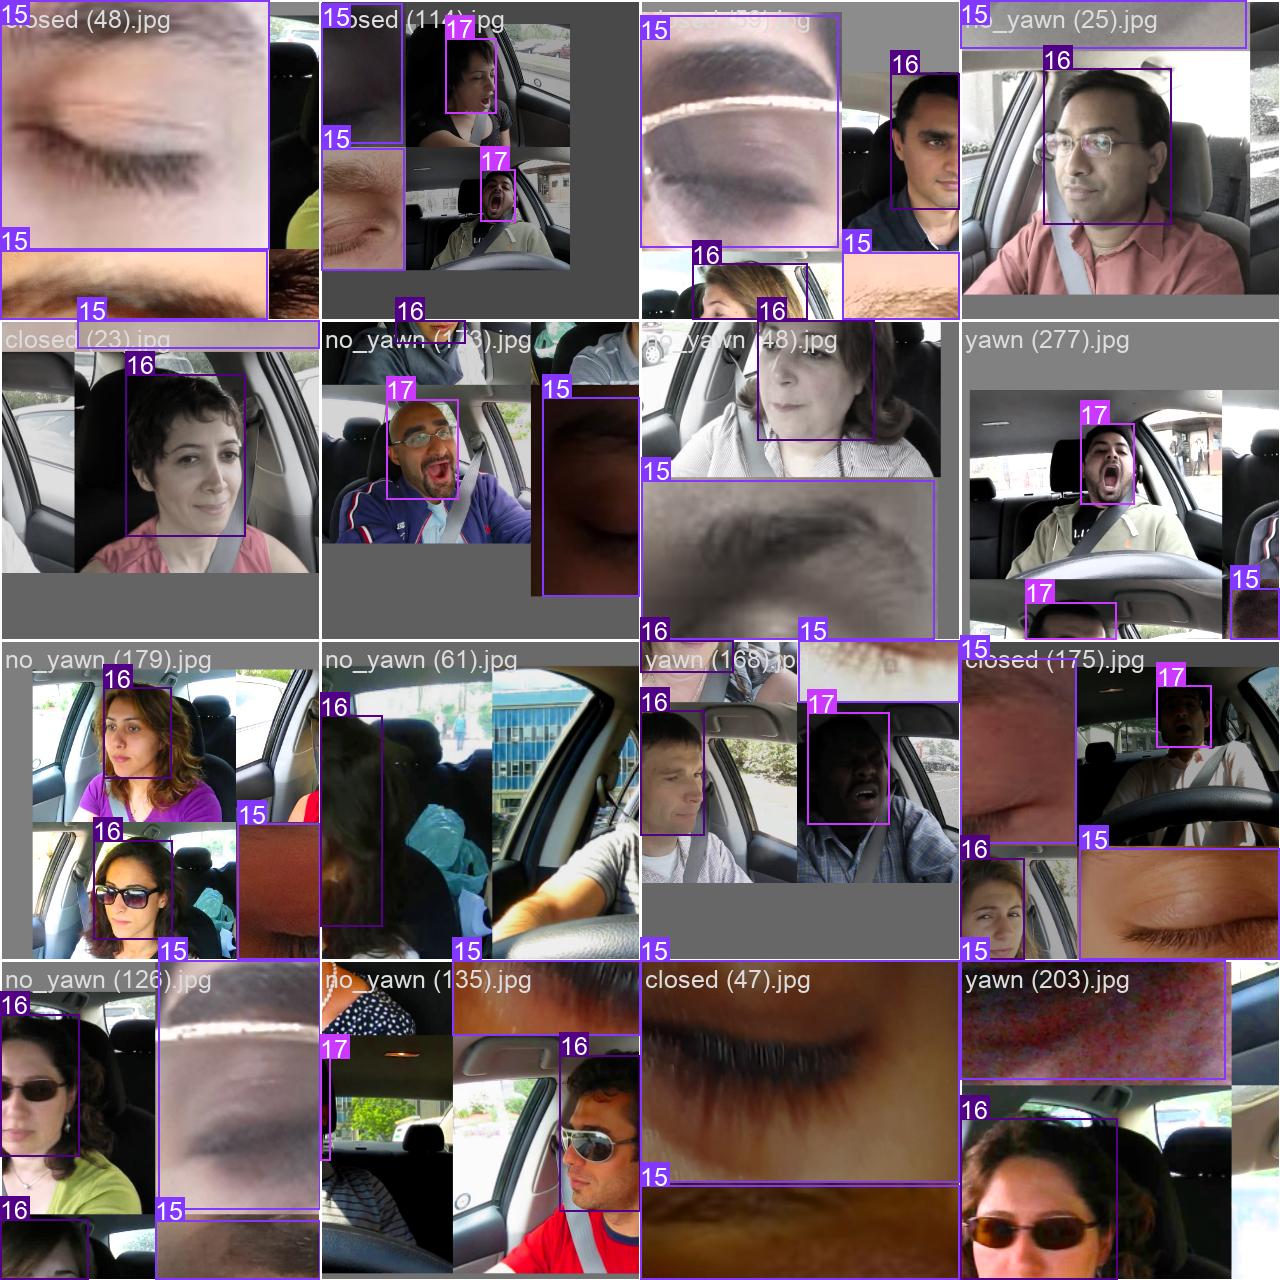 15
closed (48).jpg
15
15
15
closed (114).jpg
17
15
17
15
closed (59).jpg
16
16
15
15
no_yawn (25).jpg
16
15
closed (23).jpg
16
16
no_yawn (173).jpg
17
15
16
no_yawn (48).jpg
15
yawn (277).jpg
17
17
15
no_yawn (179).jpg
16
16
15
15
no_yawn (61).jpg
16
15
16
15
yawn (168).jp
16
17
15
15
closed (175).jpg
17
16
15
15
no_yawn (126).jpg
16
16
15
no_yawn (135).jpg
17
16
closed (47).jpg
15
yawn (203).jpg
16